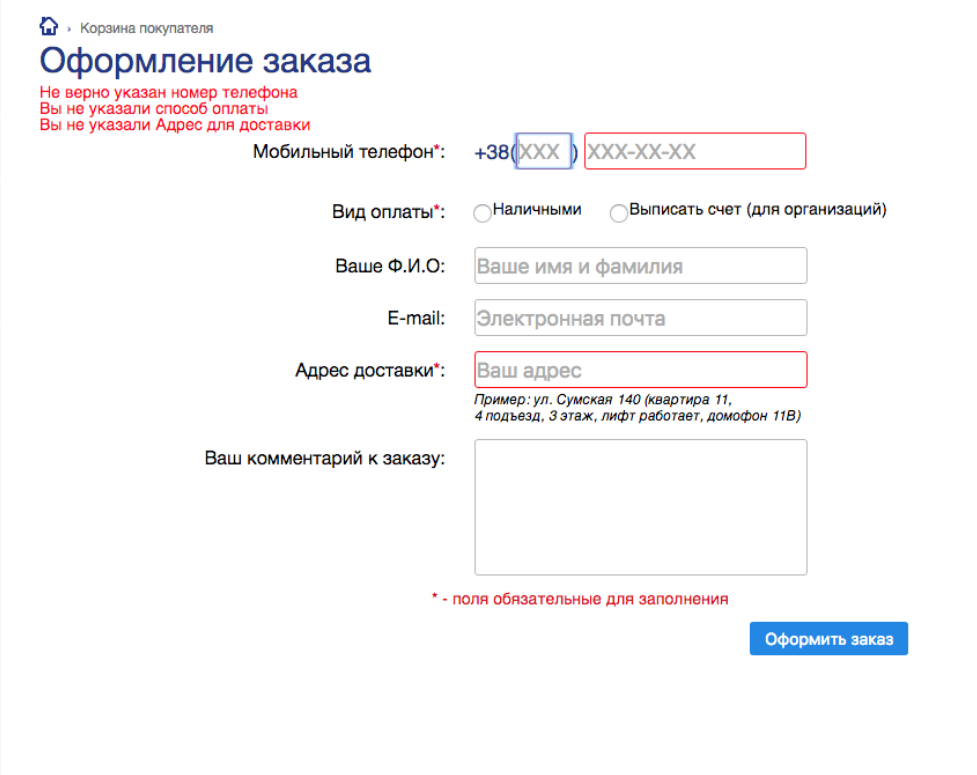 › Корзина покупателя
Оформление заказа
Не верно указан номер телефона
Вы не указали способ оплаты
Вы не указали Адрес для доставки
Мобильный телефон*: +38(XXX) XXX-XX-XX
Вид оплаты*: Наличными Выписать счет (для организаций)
Ваше Ф.И.О: Ваше имя и фамилия
E-mail: Электронная почта
Адрес доставки*: Ваш адрес
Пример: ул. Сумская 140 (квартира 11,
4 подъезд, 3 этаж, лифт работает, домофон 11В)
Ваш комментарий к заказу:
* - поля обязательные для заполнения
Оформить заказ